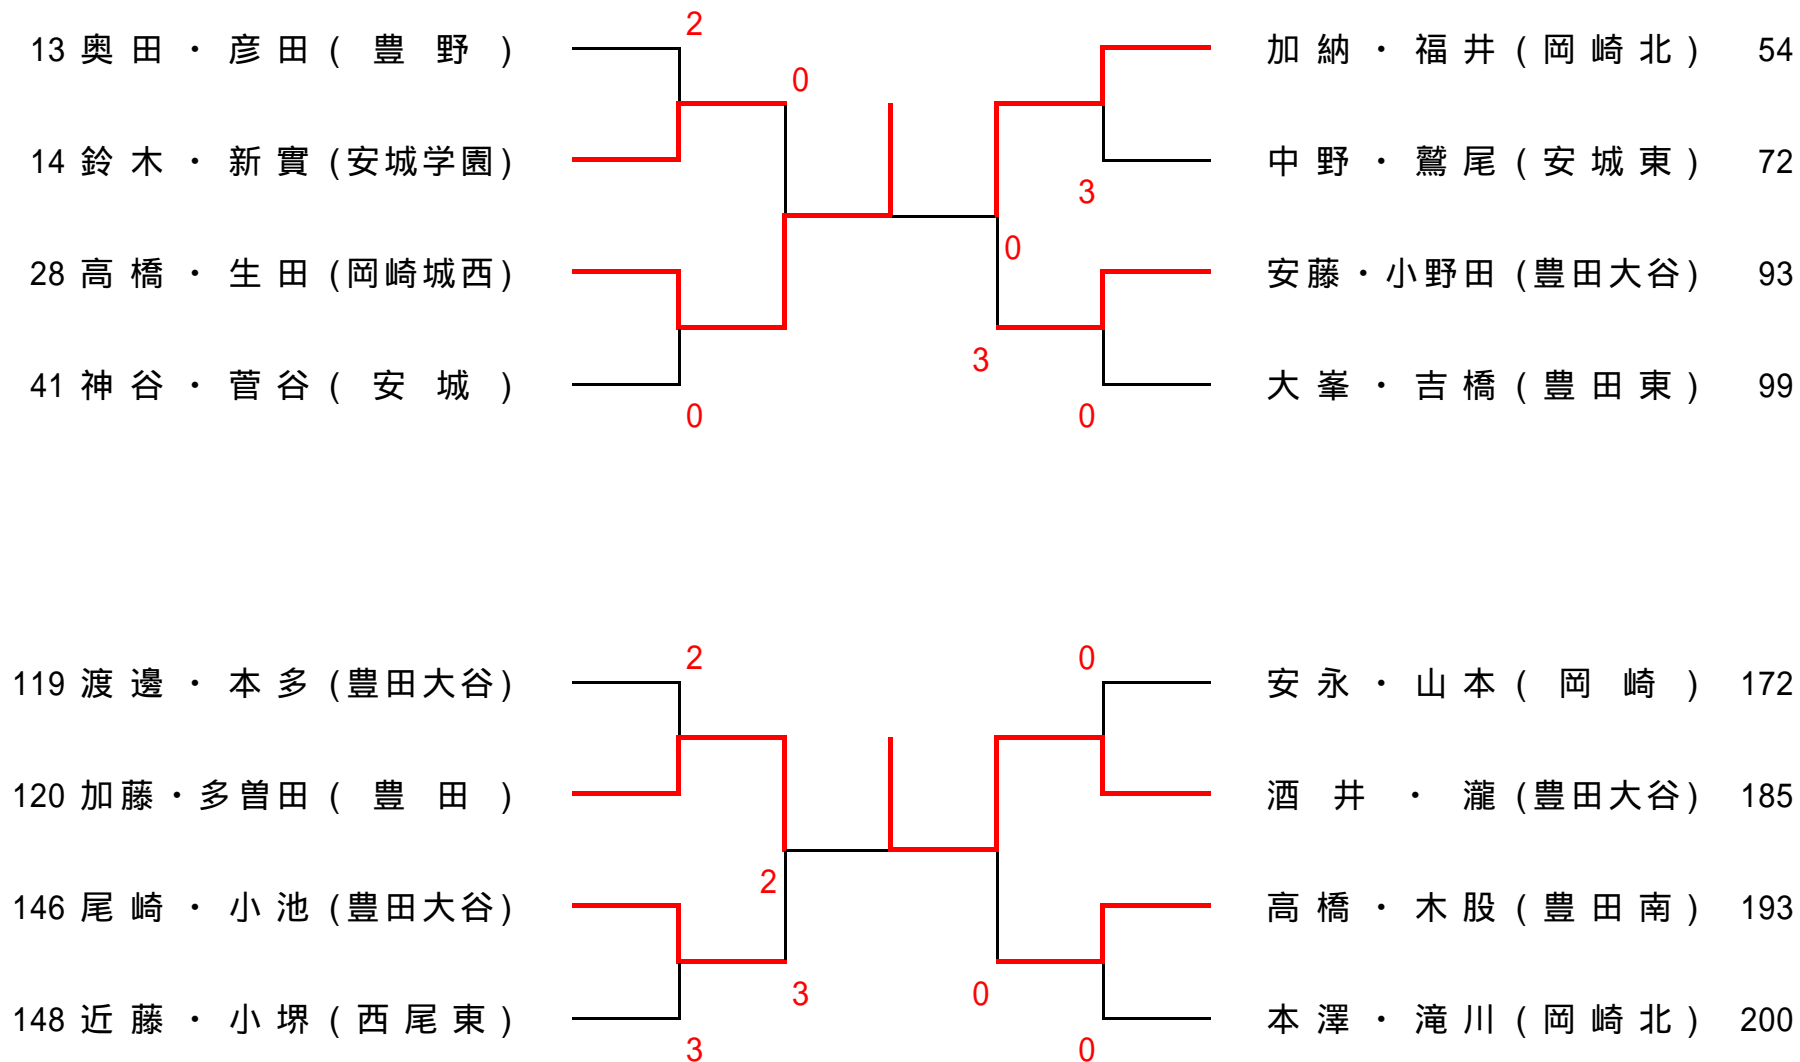 2
13 奥田・彦田(豊野)
加納・福井(岡崎北) 54
0
14 鈴木・新實(安城学園)
中野・鷲尾(安城東) 72
3
0
28 高橋・生田(岡崎城西)
安藤・小野田(豊田大谷) 93
3
41 神谷・菅谷(安城)
大峯・吉橋(豊田東) 99
0
0
2
0
119 渡邊・本多(豊田大谷)
安永・山本(岡崎) 172
120 加藤・多曽田(豊田)
酒井・瀧(豊田大谷) 185
2
146 尾崎・小池(豊田大谷)
高橋・木股(豊田南) 193
3
0
148 近藤・小堺(西尾東)
本澤・滝川(岡崎北) 200
3
0